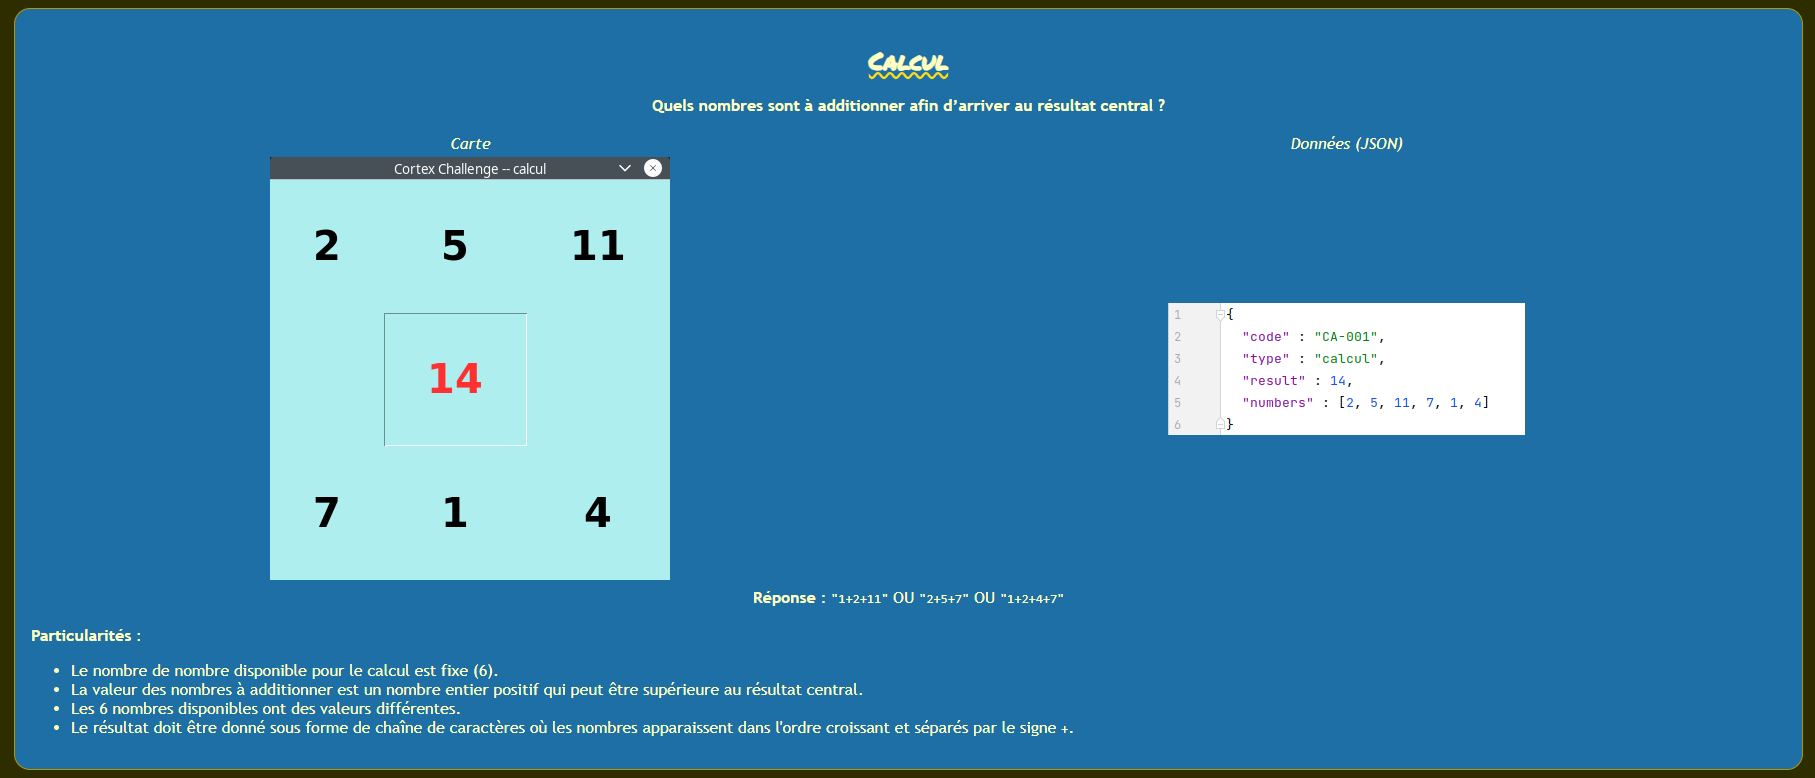 Calcul
Quels nombres sont à additionner afin d’arriver au résultat central ?
Carte
Données (JSON)
Cortex Challenge -- calcul
2 5 11
14
7 1 4
1 {
2 "code" : "CA-001",
3 "type" : "calcul",
4 "result" : 14,
5 "numbers" : [2, 5, 11, 7, 1, 4]
6 }
Réponse : "1+2+11" OU "2+5+7" OU "1+2+4+7"
Particularités :
• Le nombre de nombre disponible pour le calcul est fixe (6).
• La valeur des nombres à additionner est un nombre entier positif qui peut être supérieure au résultat central.
• Les 6 nombres disponibles ont des valeurs différentes.
• Le résultat doit être donné sous forme de chaîne de caractères où les nombres apparaissent dans l'ordre croissant et séparés par le signe +.